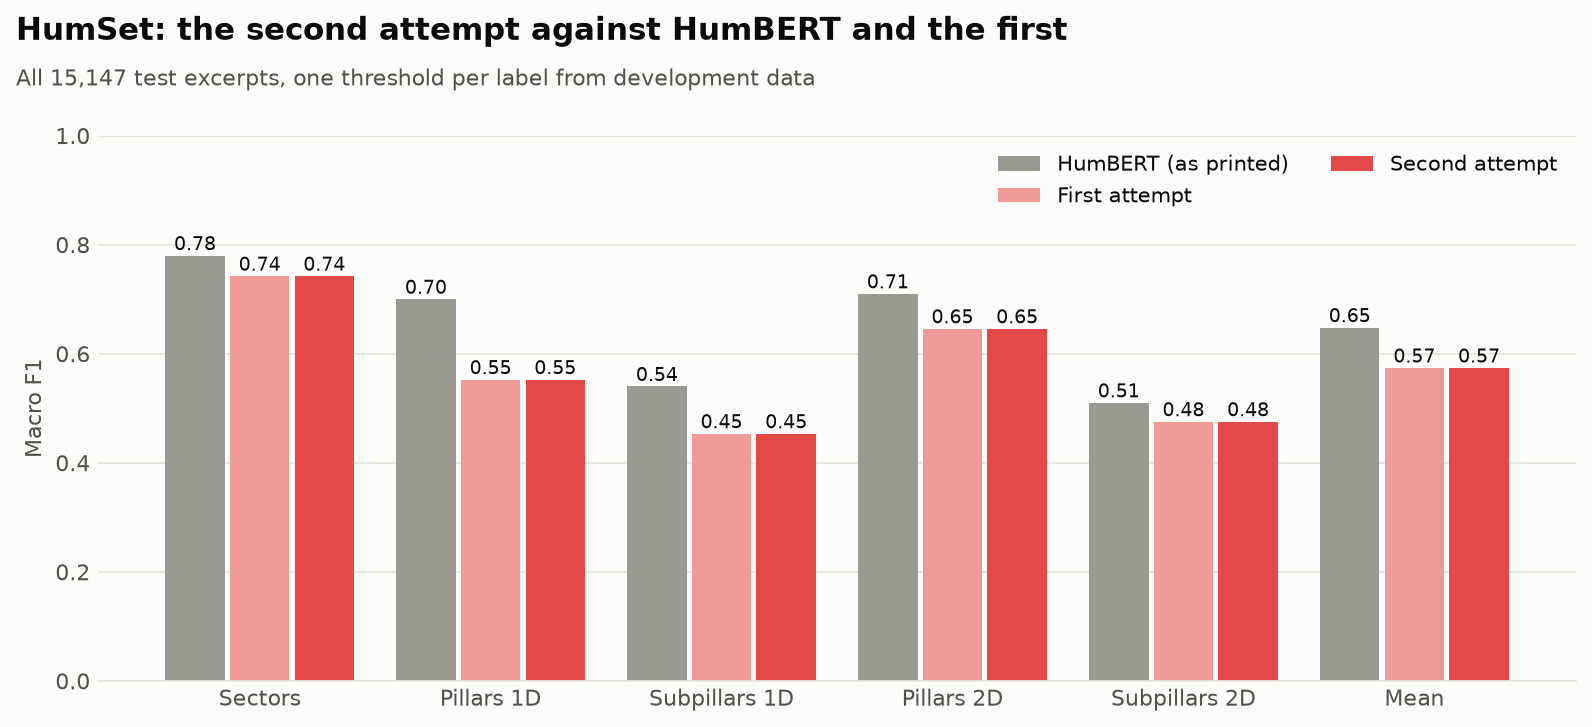 HumSet: the second attempt against HumBERT and the first
All 15,147 test excerpts, one threshold per label from development data
Macro F1
1.0
0.8
0.6
0.4
0.2
0.0
HumBERT (as printed)
First attempt
Second attempt
0.78 0.74 0.74
0.70 0.55 0.55
0.54 0.45 0.45
0.71 0.65 0.65
0.51 0.48 0.48
0.65 0.57 0.57
Sectors Pillars 1D Subpillars 1D Pillars 2D Subpillars 2D Mean